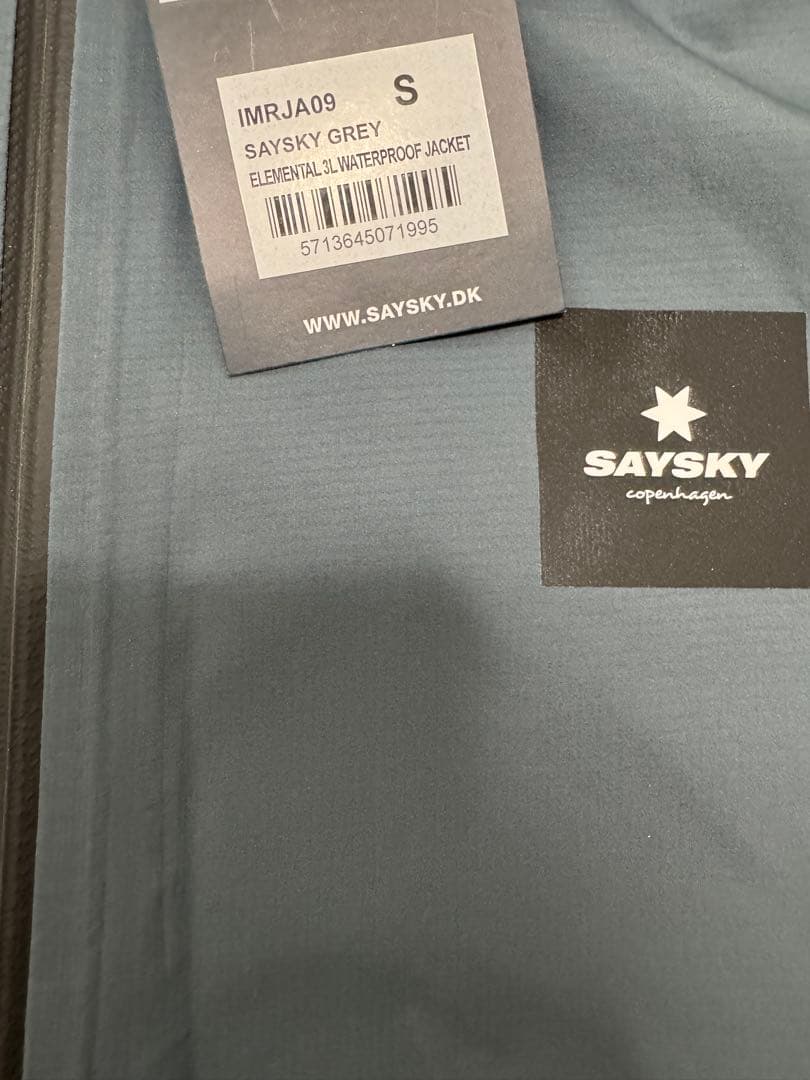 IMRJA09 S
SAYSKY GREY
ELEMENTAL 3L WATERPROOF JACKET
5713645071995
WWW.SAYSKY.DK
SAYSKY
copenhagen